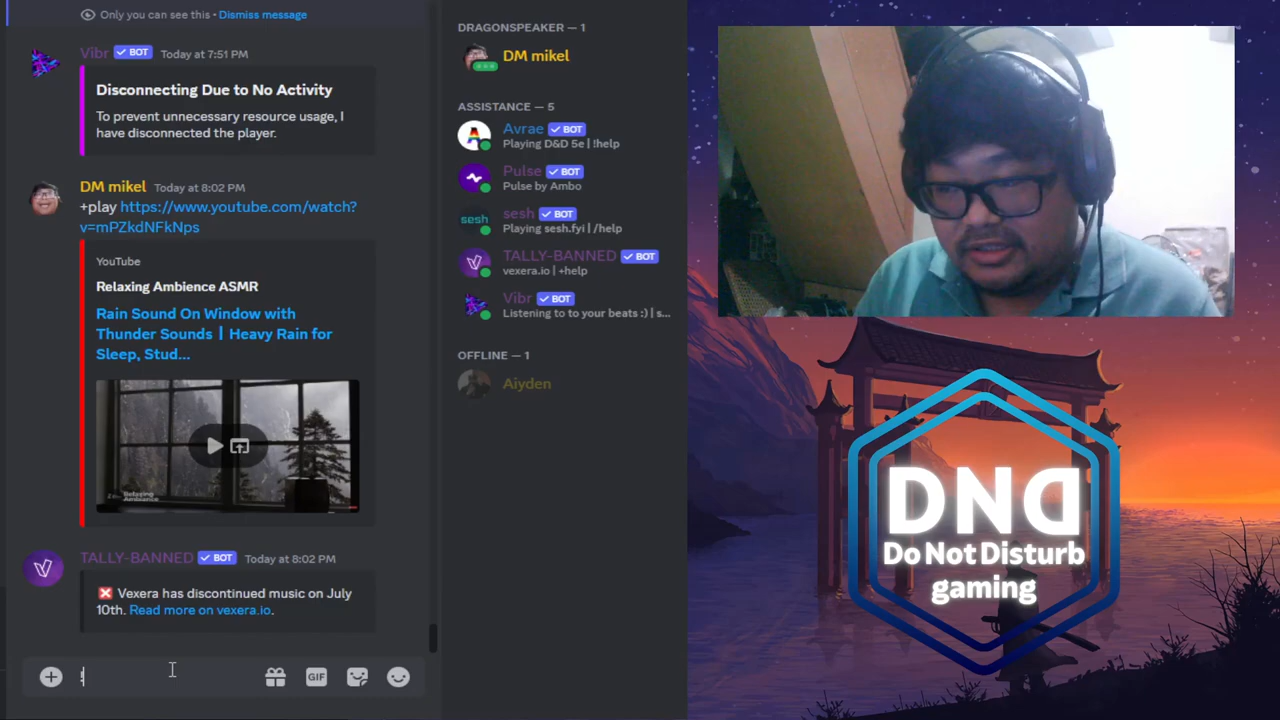 Only you can see this • Dismiss message
Vibr BOT Today at 7:51 PM
Disconnecting Due to No Activity
To prevent unnecessary resource usage, I
have disconnected the player.
DM mikel Today at 8:02 PM
+play https://www.youtube.com/watch?
v=mPZkdNFkNps
YouTube
Relaxing Ambience ASMR
Rain Sound On Window with
Thunder Sounds | Heavy Rain for
Sleep, Stud...
Relaxing
Ambiance
TALLY-BANNED BOT Today at 8:02 PM
Vexera has discontinued music on July
10th. Read more on vexera.io.
!
GIF
DRAGONSPEAKER — 1
DM mikel
ASSISTANCE — 5
Avrae BOT
Playing D&D 5e | !help
Pulse BOT
Pulse by Ambo
sesh
sesh BOT
Playing sesh.fyi | /help
TALLY-BANNED BOT
vexera.io | +help
Vibr BOT
Listening to to your beats :) | s...
OFFLINE — 1
Aiyden
DND
Do Not Disturb
gaming